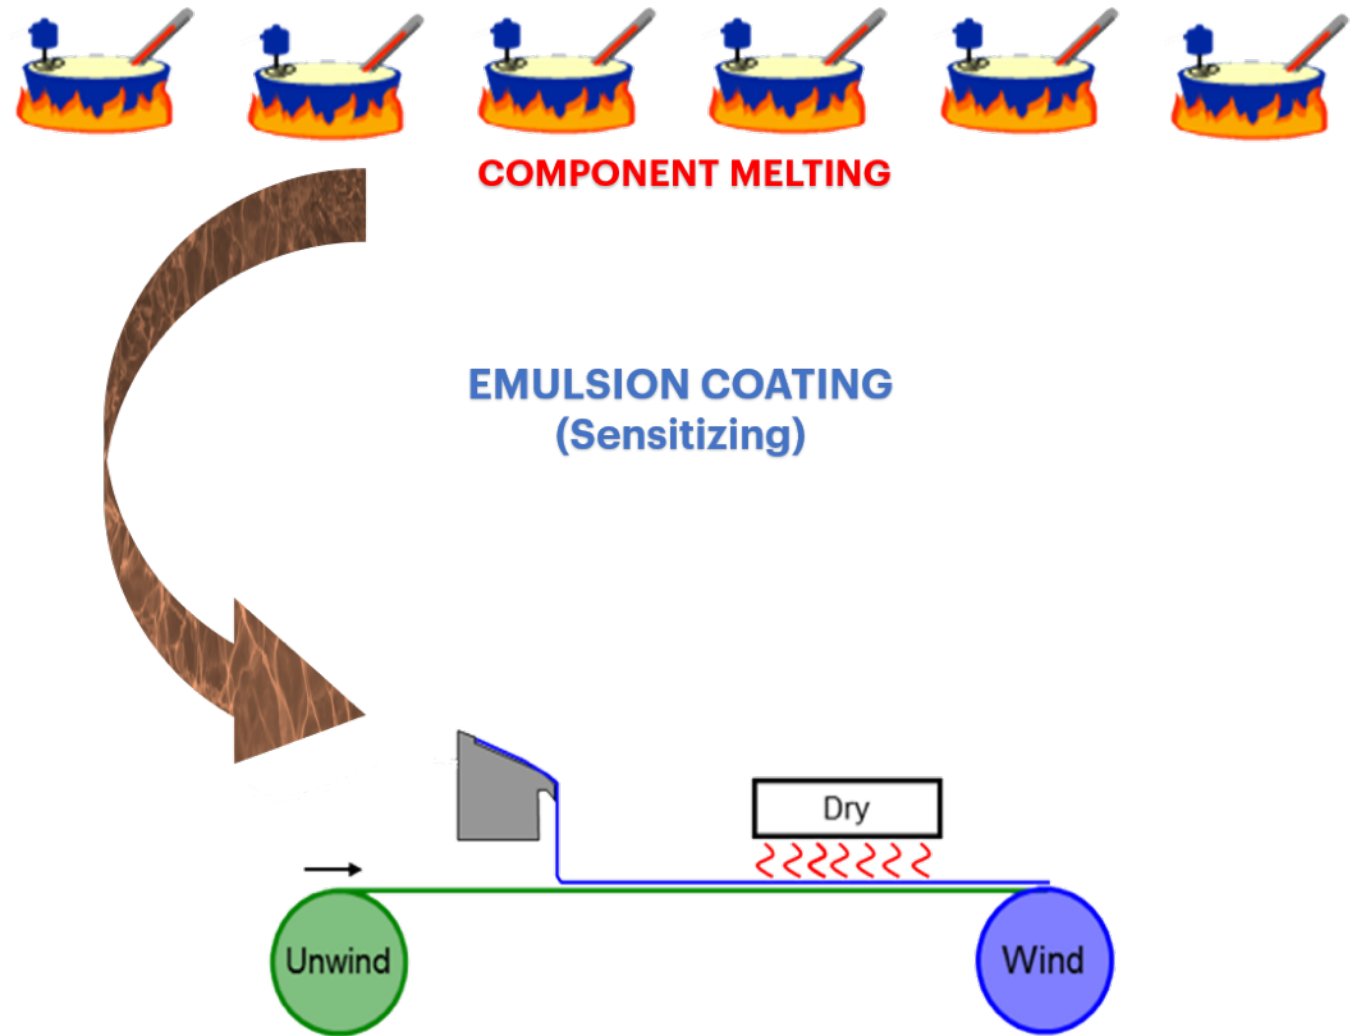 COMPONENT MELTING
EMULSION COATING
(Sensitizing)
Dry
Unwind
Wind